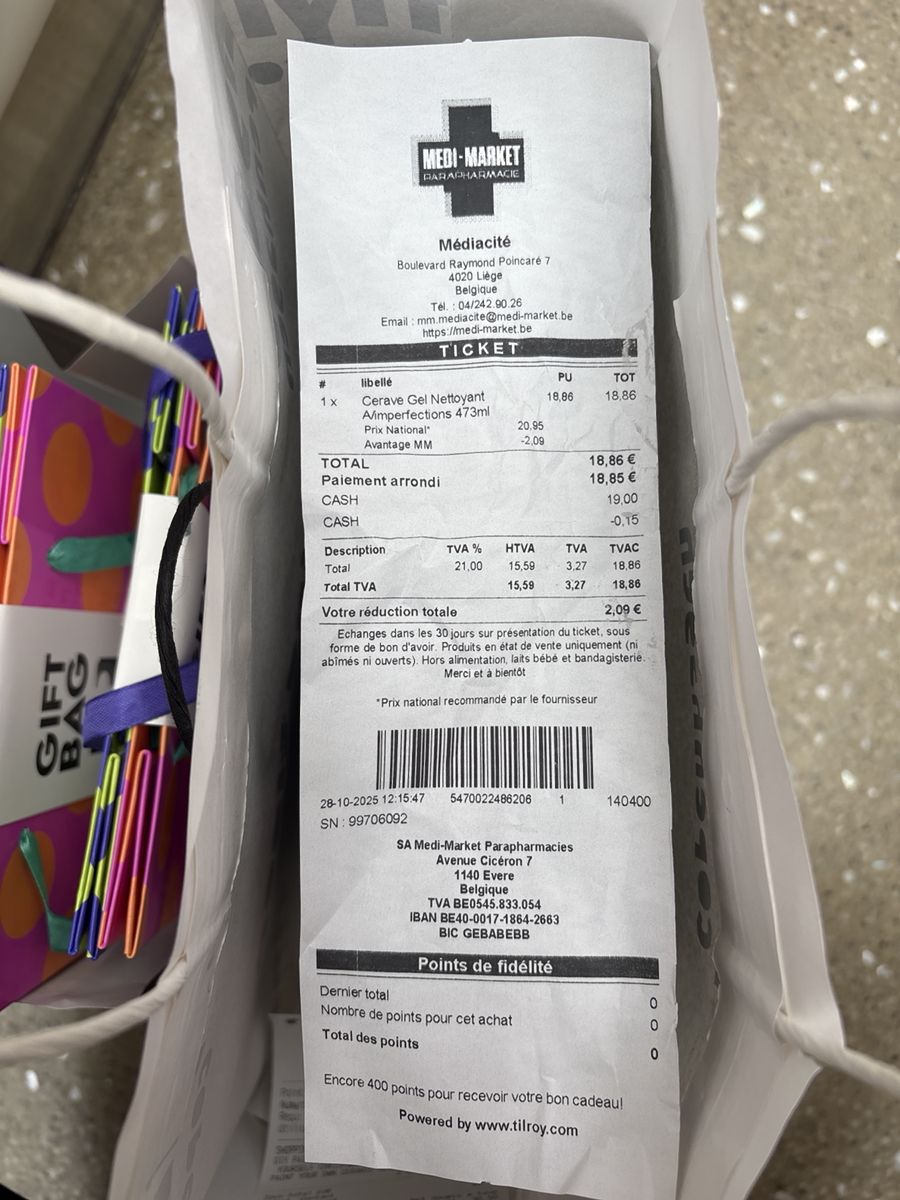 MEDI-MARKET
PARAPHARMACIE
Médiacité
Boulevard Raymond Poincaré 7
4020 Liège
Belgique
Tél. : 04/242.90.26
Email : mm.mediacite@medi-market.be
https://medi-market.be
TICKET
# libellé PU TOT
1 x Cerave Gel Nettoyant 18,86 18,86
A/imperfections 473ml
Prix National* 20,95
Avantage MM -2,09
TOTAL 18,86 €
Paiement arrondi 18,85 €
CASH 19,00
CASH -0,15
Description TVA % HTVA TVA TVAC
Total 21,00 15,59 3,27 18,86
Total TVA 15,59 3,27 18,86
Votre réduction totale 2,09 €
Echanges dans les 30 jours sur présentation du ticket, sous
forme de bon d'avoir. Produits en état de vente uniquement (ni
abîmés ni ouverts). Hors alimentation, laits bébé et bandagisterie.
Merci et à bientôt
*Prix national recommandé par le fournisseur
28-10-2025 12:15:47 5470022486206 1 140400
SN : 99706092
SA Medi-Market Parapharmacies
Avenue Cicéron 7
1140 Evere
Belgique
TVA BE0545.833.054
IBAN BE40-0017-1864-2663
BIC GEBABEBB
Points de fidélité
Dernier total 0
Nombre de points pour cet achat 0
Total des points 0
Encore 400 points pour recevoir votre bon cadeau!
Powered by www.tilroy.com
GIFT
BAG